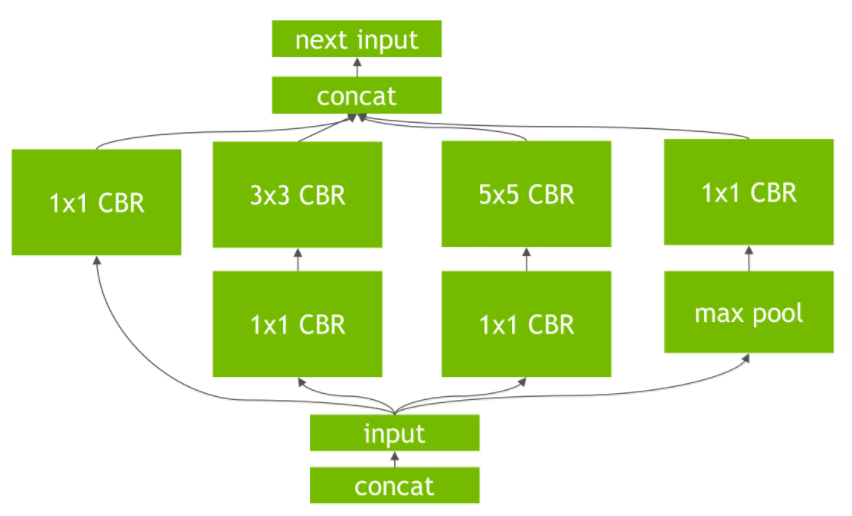 next input
concat
1x1 CBR
3x3 CBR
5x5 CBR
1x1 CBR
1x1 CBR
1x1 CBR
max pool
input
concat